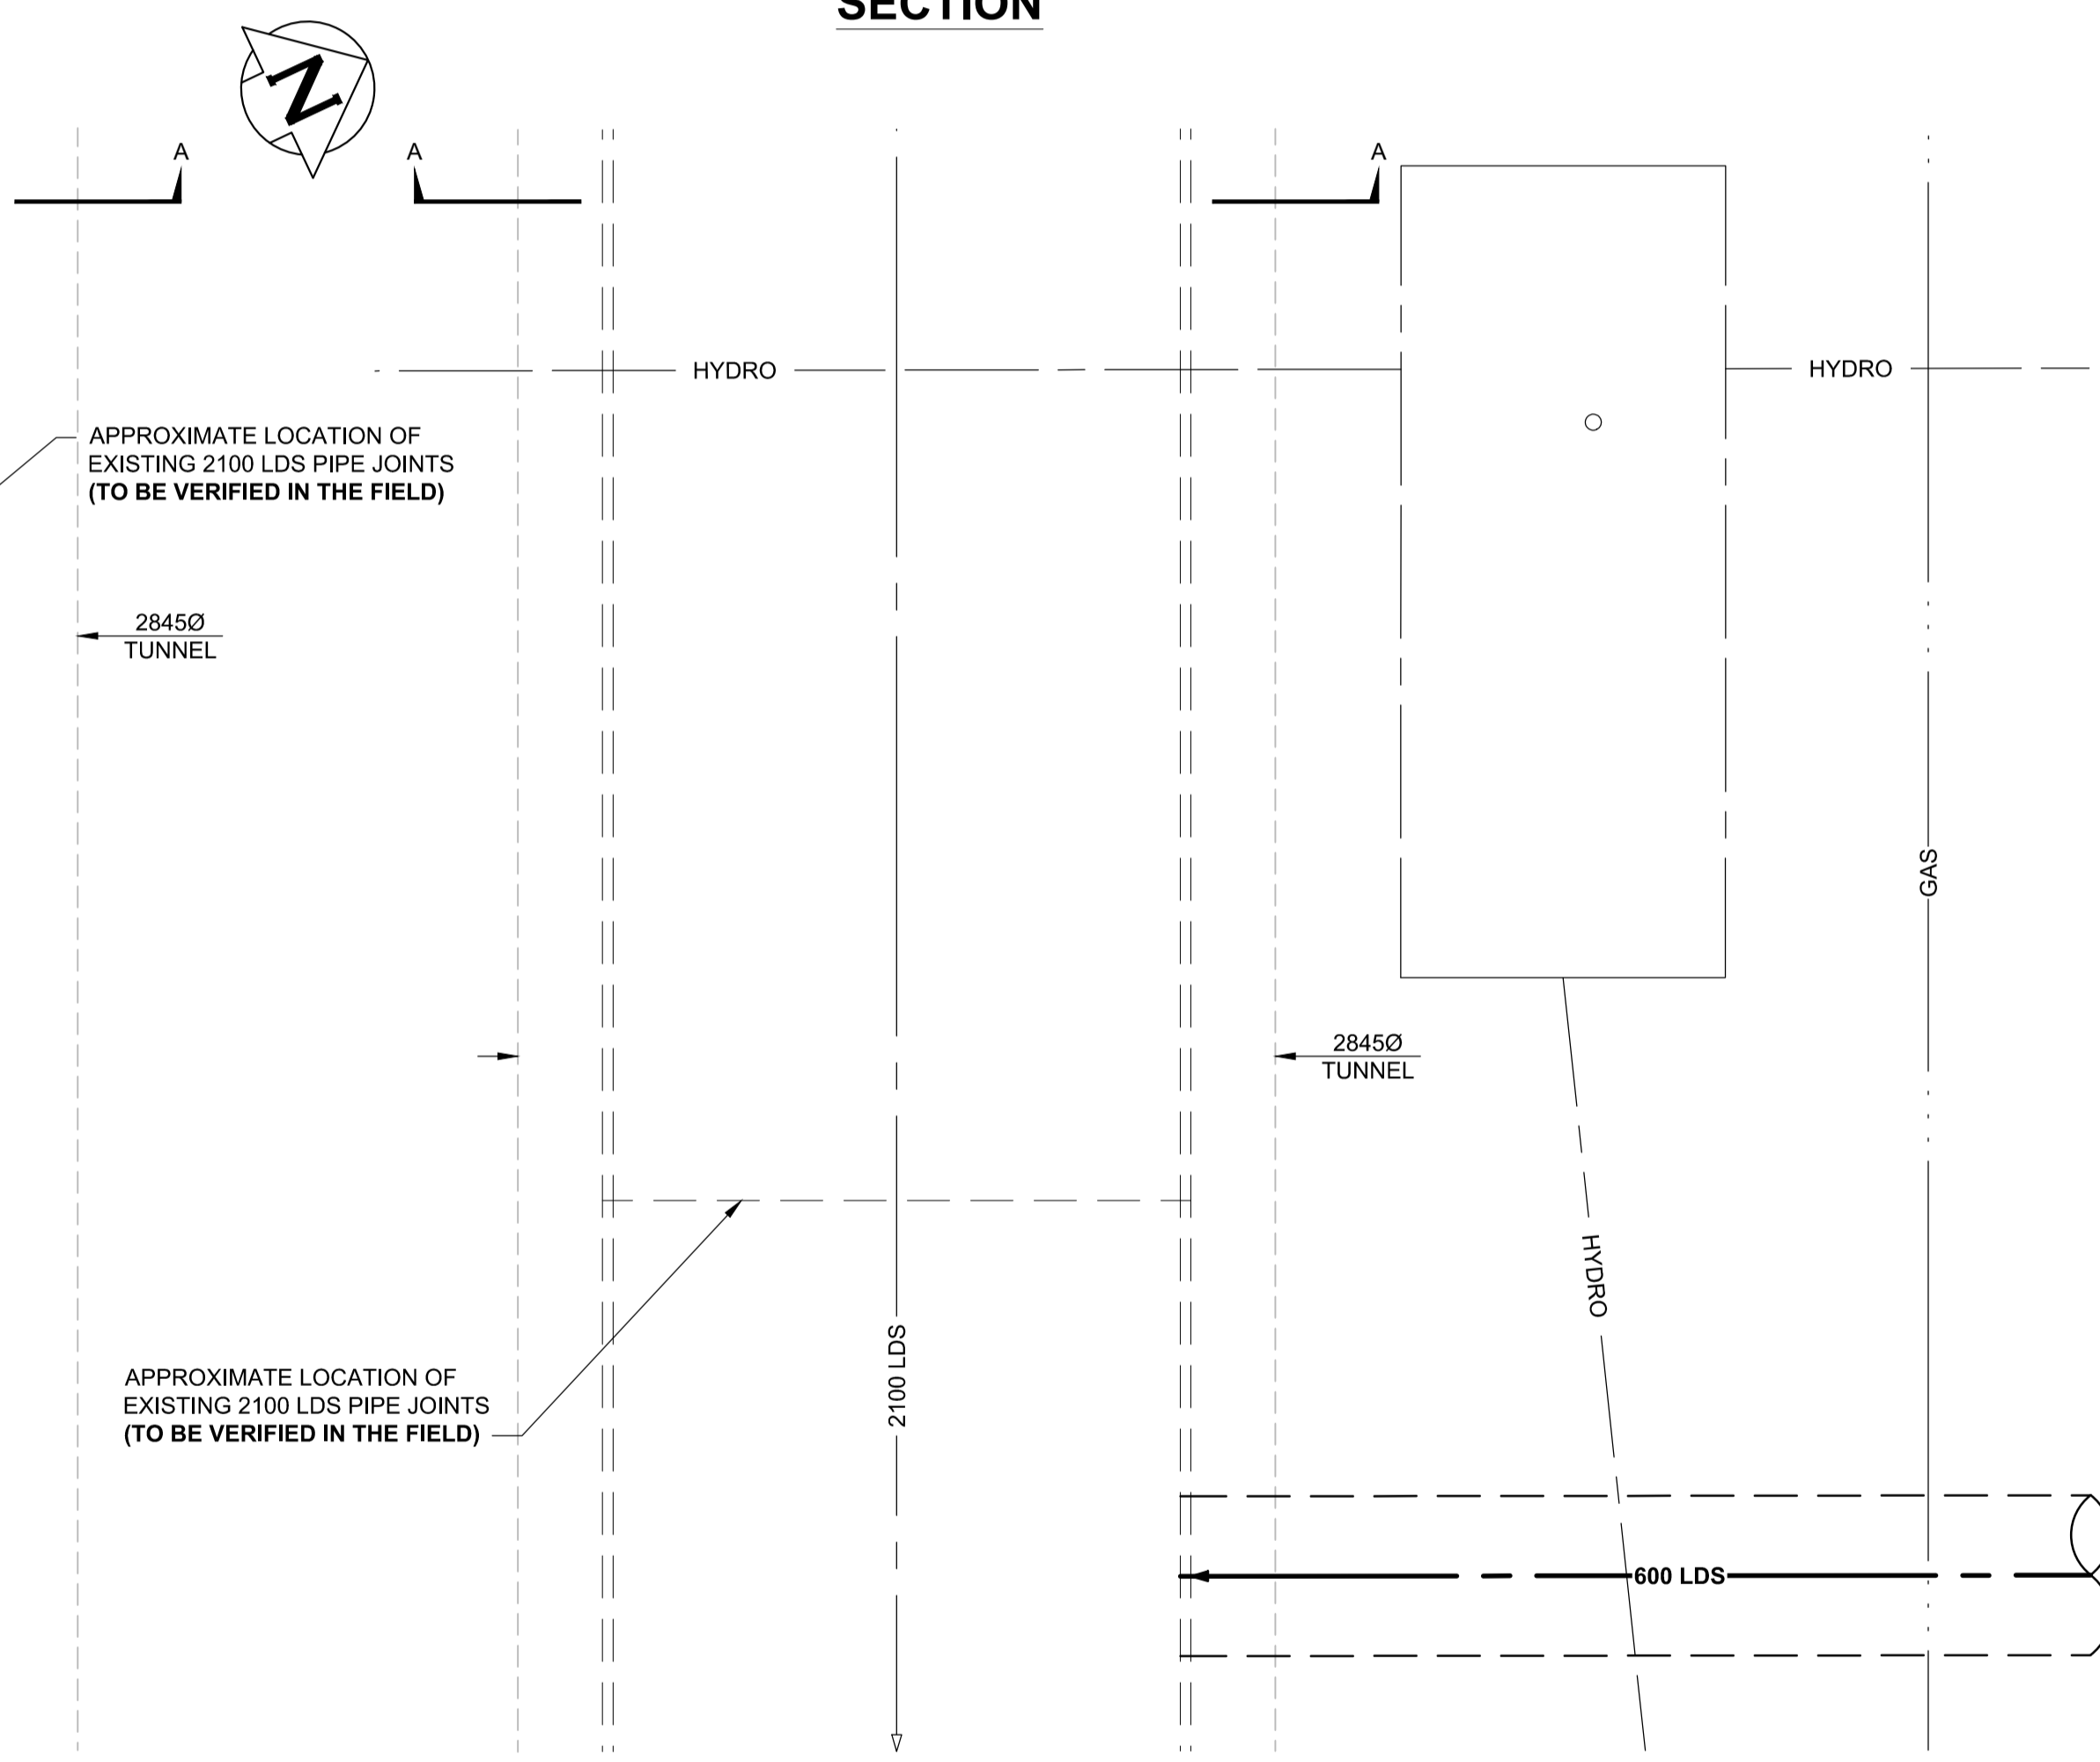 SECTION
N
A
A
A
HYDRO
HYDRO
APPROXIMATE LOCATION OF
EXISTING 2100 LDS PIPE JOINTS
(TO BE VERIFIED IN THE FIELD)
2845Ø
TUNNEL
GAS
2845Ø
TUNNEL
HYDRO
2100 LDS
APPROXIMATE LOCATION OF
EXISTING 2100 LDS PIPE JOINTS
(TO BE VERIFIED IN THE FIELD)
600 LDS